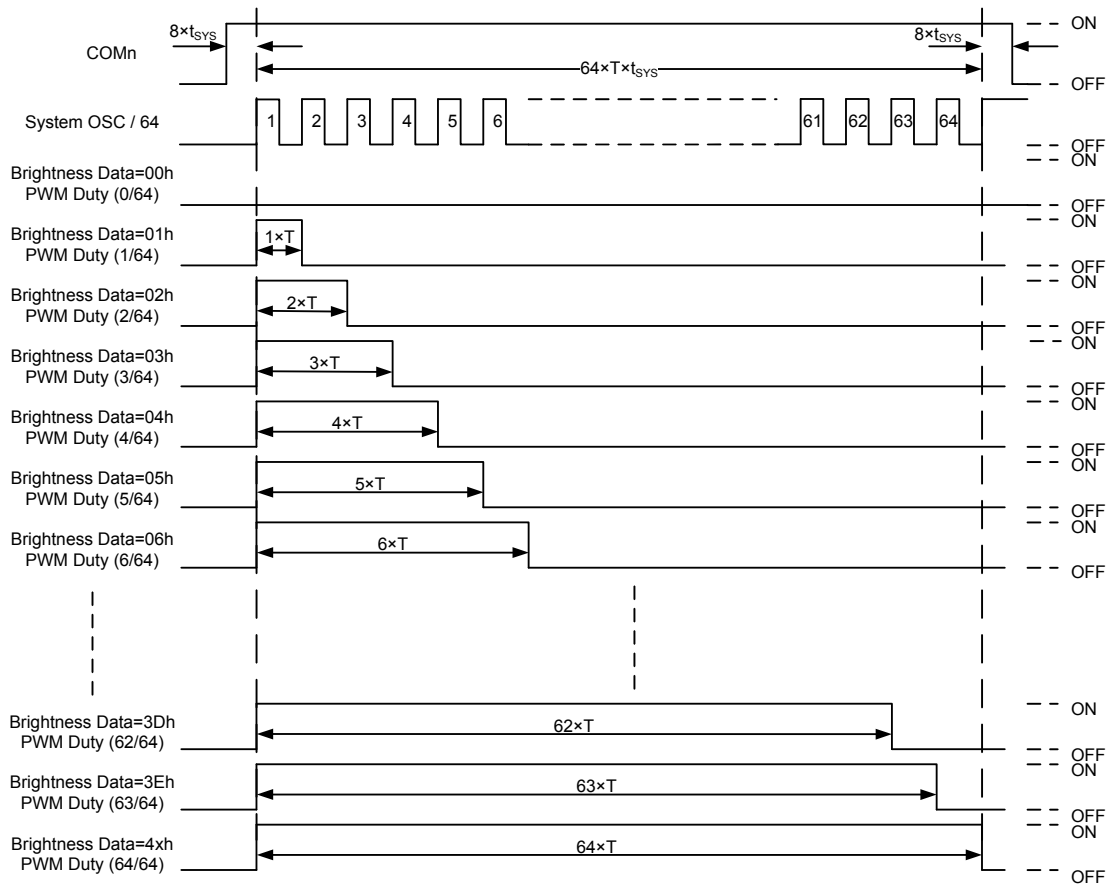 8×tSYS
8×tSYS
ON
COMn
64×T×tSYS
OFF
System OSC / 64
1 2 3 4 5 6 61 62 63 64
OFF
ON
Brightness Data=00h
PWM Duty (0/64)
OFF
ON
Brightness Data=01h
PWM Duty (1/64)
1×T
OFF
ON
Brightness Data=02h
PWM Duty (2/64)
2×T
OFF
ON
Brightness Data=03h
PWM Duty (3/64)
3×T
OFF
ON
Brightness Data=04h
PWM Duty (4/64)
4×T
OFF
ON
Brightness Data=05h
PWM Duty (5/64)
5×T
OFF
ON
Brightness Data=06h
PWM Duty (6/64)
6×T
OFF
ON
Brightness Data=3Dh
PWM Duty (62/64)
62×T
OFF
ON
Brightness Data=3Eh
PWM Duty (63/64)
63×T
OFF
ON
Brightness Data=4xh
PWM Duty (64/64)
64×T
OFF